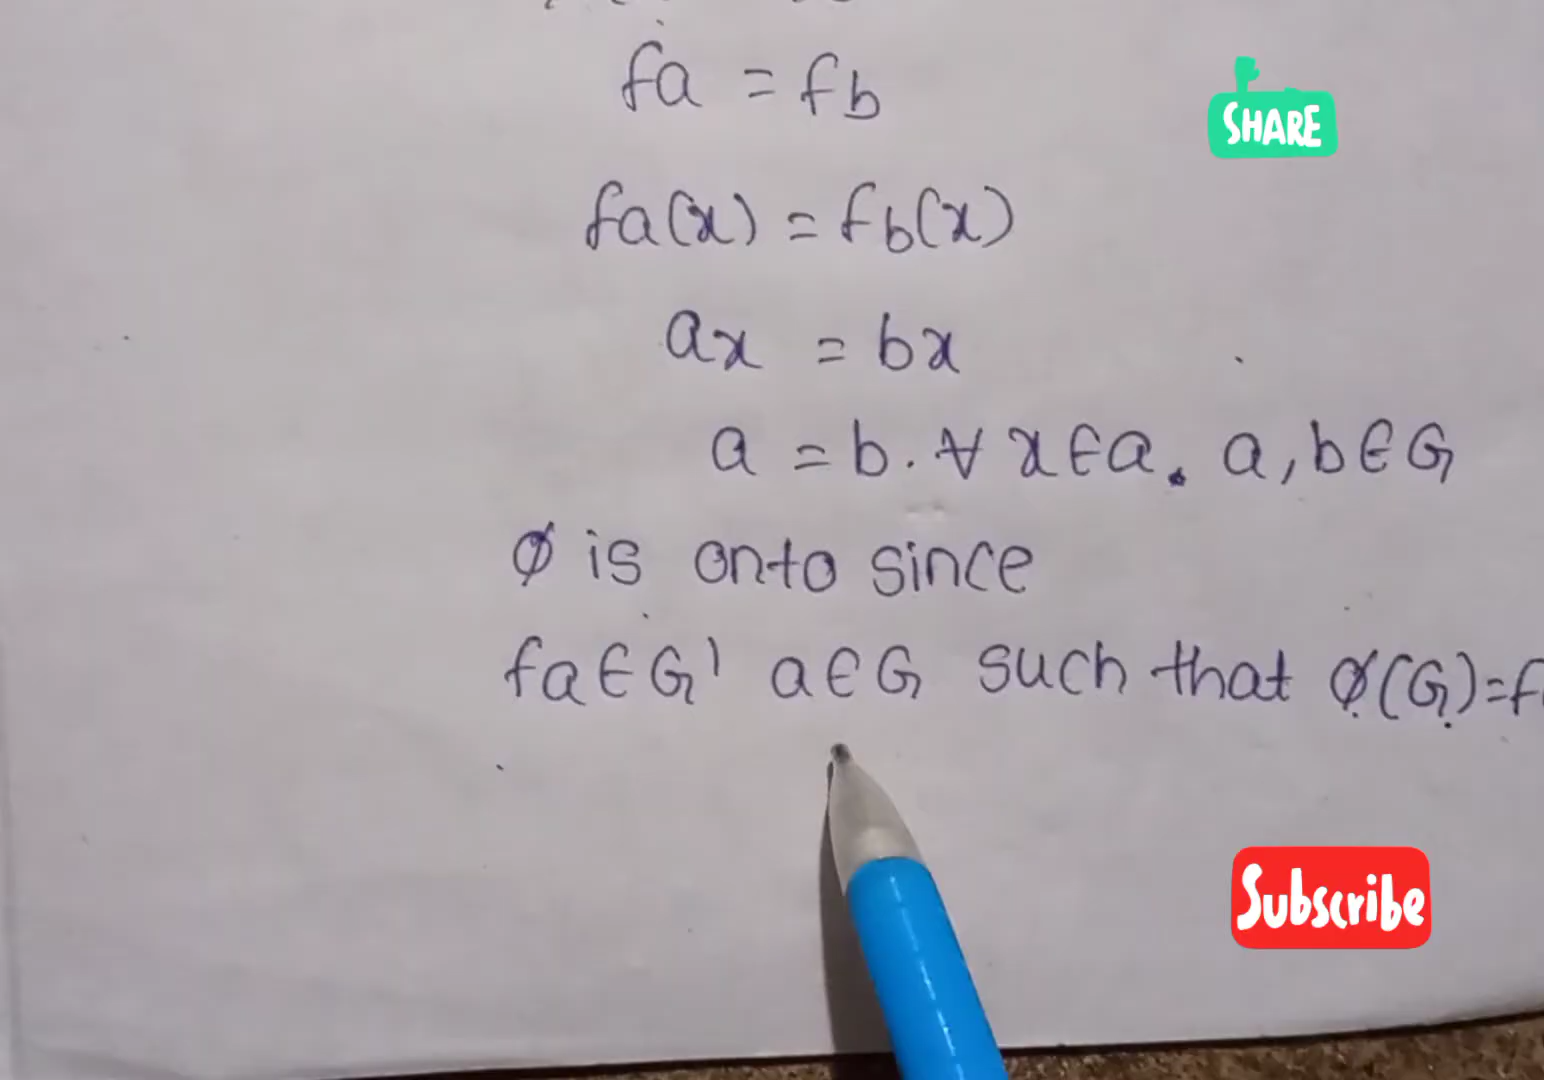 fa = fb
SHARE
fa(x) = fb(x)
ax = bx
a = b. ∀ x∈a. a, b∈G
ø is onto since
fa∈G' a∈G such that ø(G)=f
Subscribe